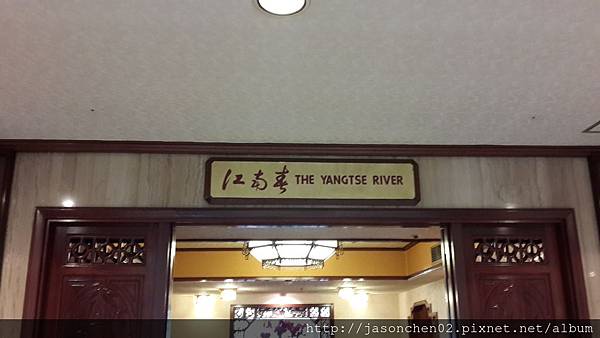 江南春 THE YANGTSE RIVER
http://jasonchen02.pixnet.net/album